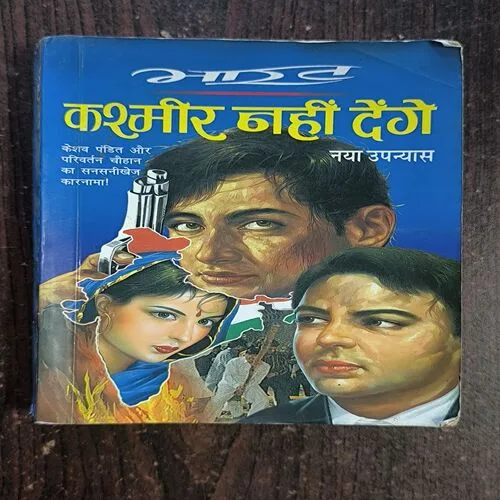 भारत
कश्मीर नहीं देंगे
केशव पंडित और
परिवर्तन चौहान
का सनसनीखेज
कारनामा!
नया उपन्यास